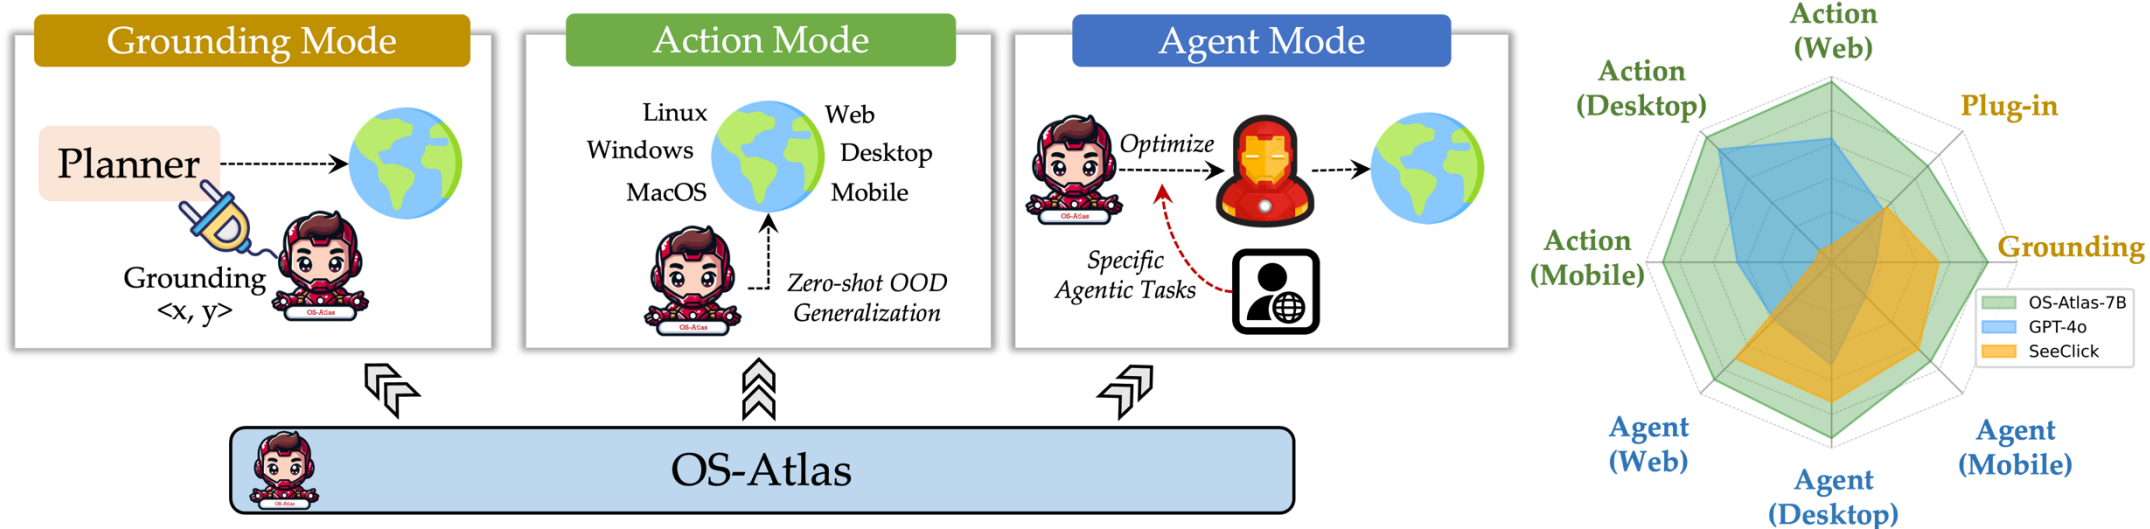 Grounding Mode
Planner
Grounding
<x, y>
OS-Atlas
Action Mode
Linux
Windows
MacOS
Web
Desktop
Mobile
OS-Atlas
Zero-shot OOD
Generalization
Agent Mode
OS-Atlas
Optimize
Specific
Agentic Tasks
OS-Atlas
OS-Atlas
Action
(Web)
Action
(Desktop)
Plug-in
Action
(Mobile)
Grounding
OS-Atlas-7B
GPT-4o
SeeClick
Agent
(Web)
Agent
(Mobile)
Agent
(Desktop)